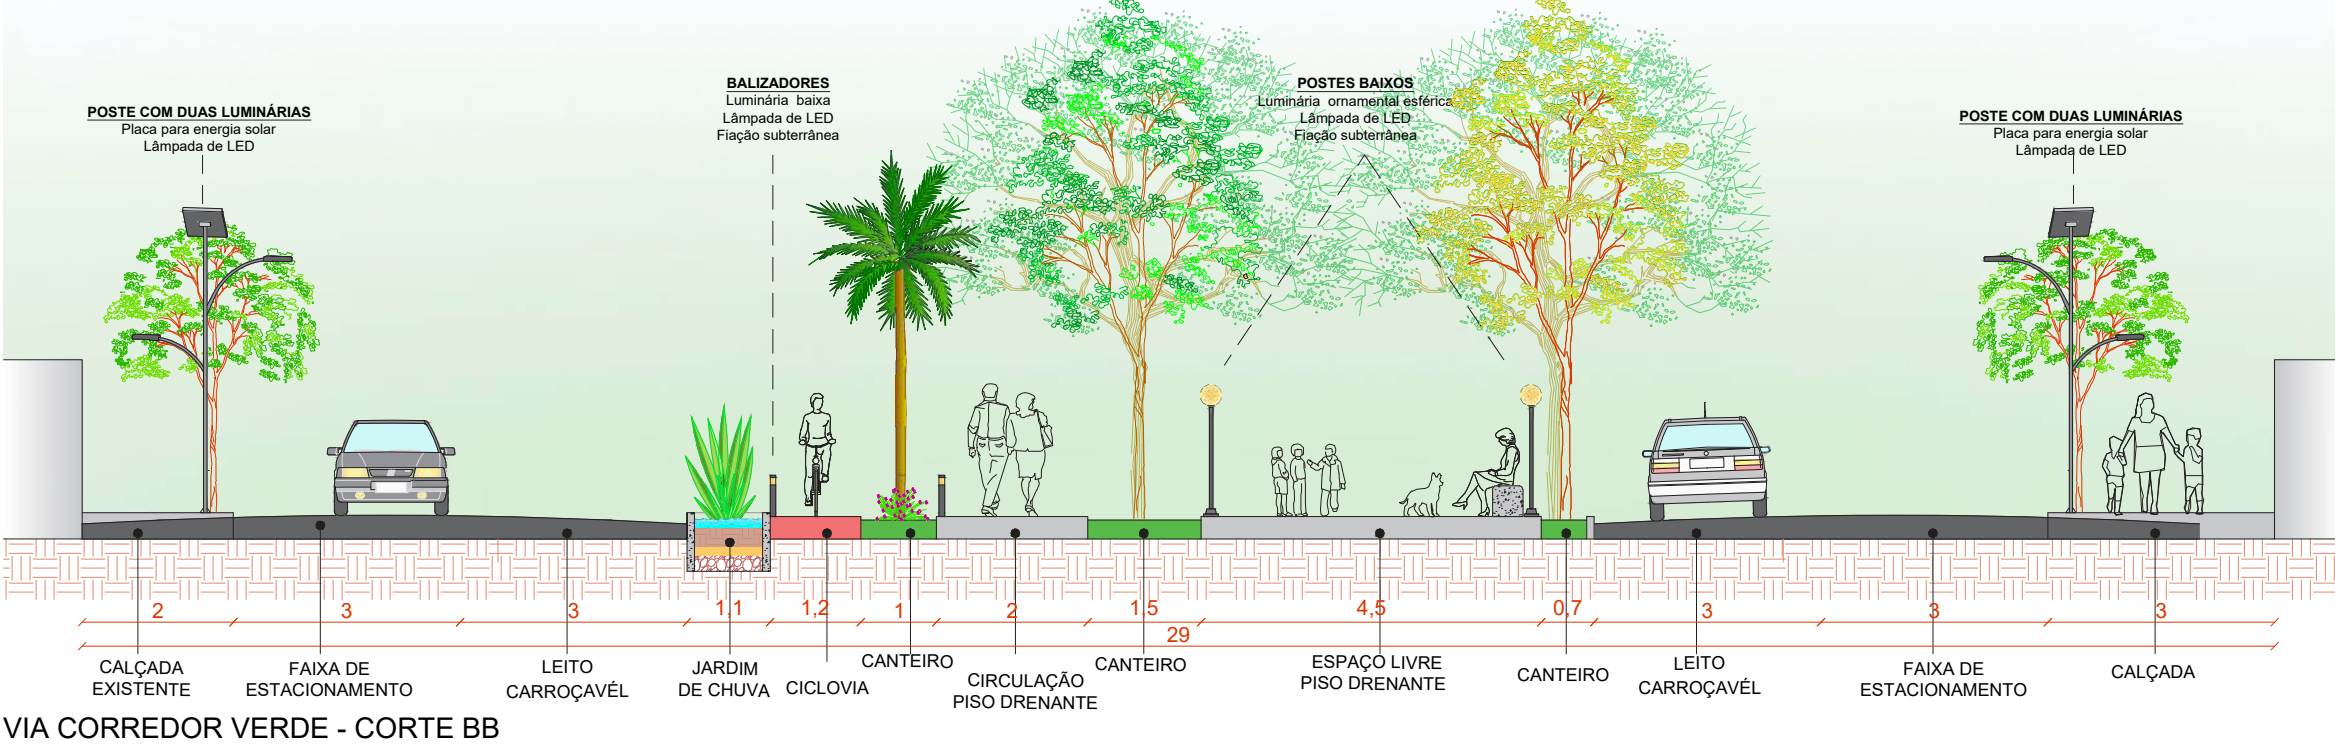 POSTE COM DUAS LUMINÁRIAS
Placa para energia solar
Lâmpada de LED
BALIZADORES
Luminária baixa
Lâmpada de LED
Fiação subterrânea
POSTES BAIXOS
Luminária ornamental esférica
Lâmpada de LED
Fiação subterrânea
POSTE COM DUAS LUMINÁRIAS
Placa para energia solar
Lâmpada de LED
2
3
3
1,1
1,2
1
2
1,5
4,5
0,7
3
3
3
29
CALÇADA
EXISTENTE
FAIXA DE
ESTACIONAMENTO
LEITO
CARROÇAVÉL
JARDIM
DE CHUVA
CICLOVIA
CANTEIRO
CIRCULAÇÃO
PISO DRENANTE
CANTEIRO
ESPAÇO LIVRE
PISO DRENANTE
CANTEIRO
LEITO
CARROÇAVÉL
FAIXA DE
ESTACIONAMENTO
CALÇADA
VIA CORREDOR VERDE - CORTE BB